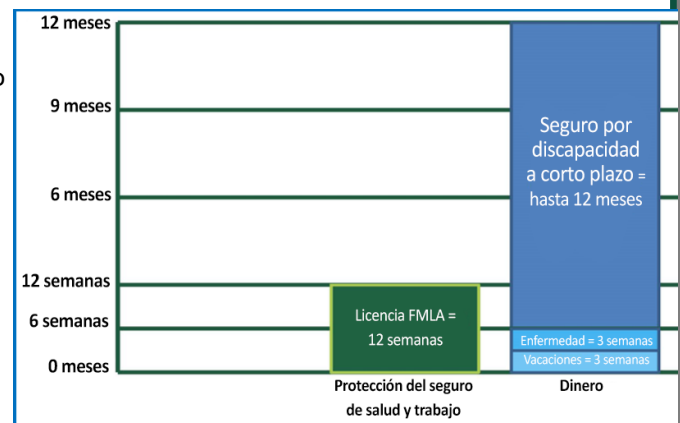 12 meses
9 meses
6 meses
12 semanas
6 semanas
0 meses
Licencia FMLA =
12 semanas
Seguro por
discapacidad
a corto plazo =
hasta 12 meses
Enfermedad = 3 semanas
Vacaciones = 3 semanas
Protección del seguro
de salud y trabajo
Dinero